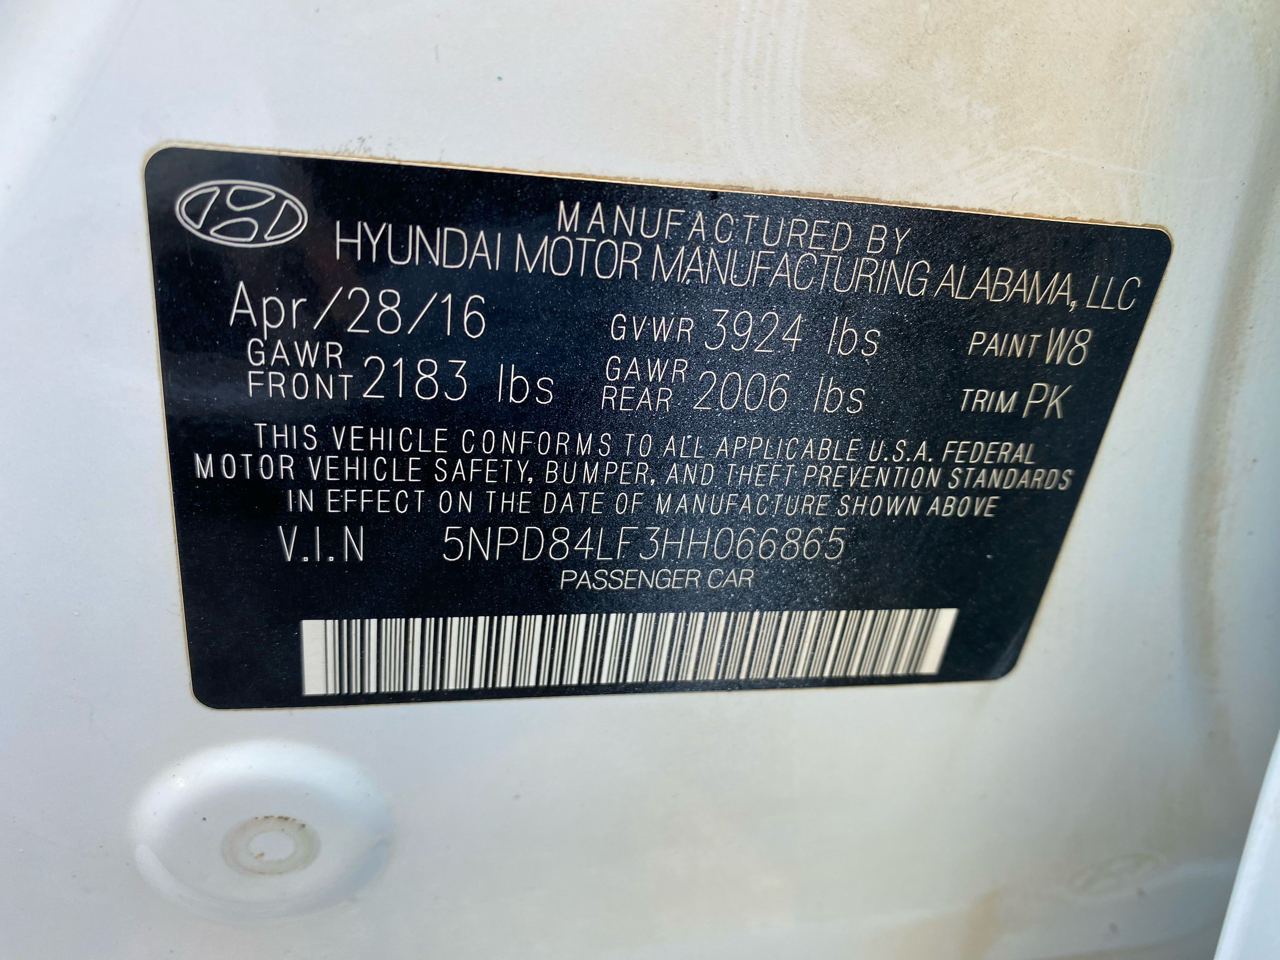 MANUFACTURED BY
HYUNDAI MOTOR MANUFACTURING ALABAMA, LLC
Apr/28/16 GVWR 3924 lbs PAINT W8
GAWR FRONT 2183 lbs GAWR REAR 2006 lbs TRIM PK
THIS VEHICLE CONFORMS TO ALL APPLICABLE U.S.A. FEDERAL
MOTOR VEHICLE SAFETY, BUMPER, AND THEFT PREVENTION STANDARDS
IN EFFECT ON THE DATE OF MANUFACTURE SHOWN ABOVE
V.I.N 5NPD84LF3HH066865
PASSENGER CAR